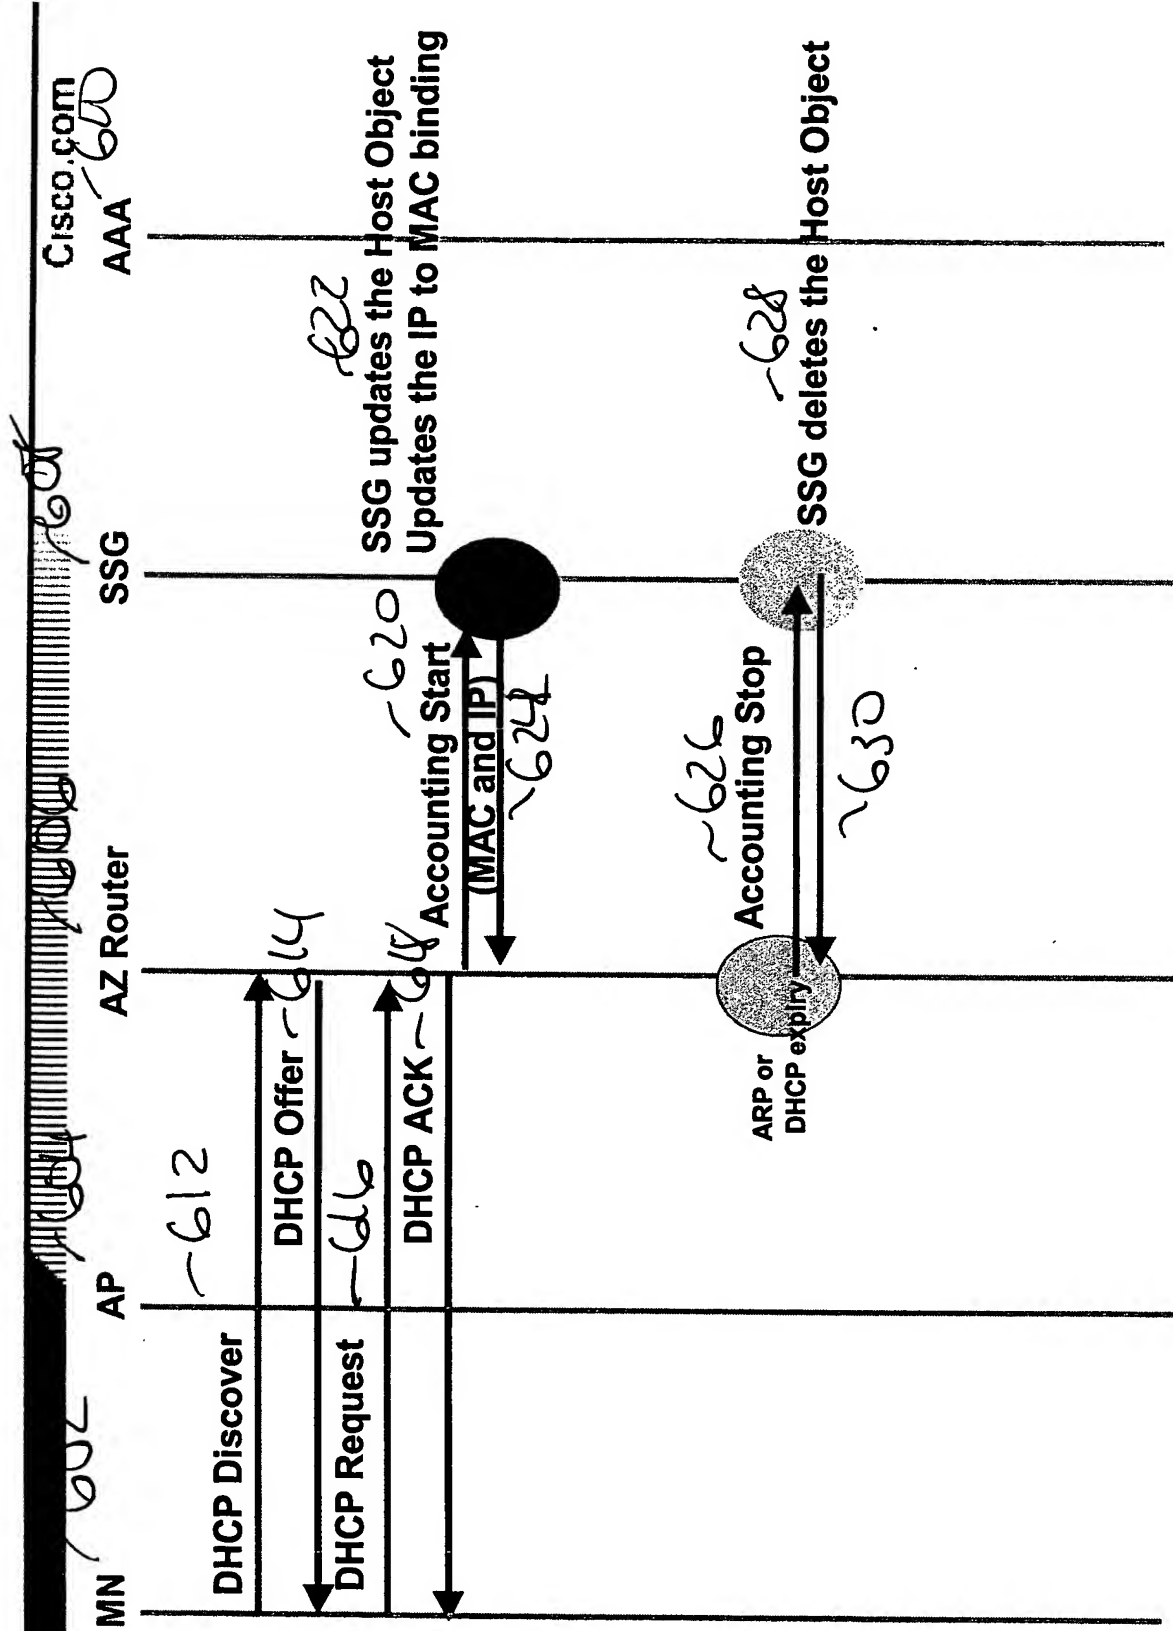 Cisco.com
MN ~602
AP ~604
AZ Router ~606
SSG ~608
AAA ~600
DHCP Discover ~612
DHCP Offer ~614
DHCP Request ~616
DHCP ACK ~618
~620
Accounting Start
(MAC and IP)
~624
~622
SSG updates the Host Object
Updates the IP to MAC binding
ARP or
DHCP expiry
~626
Accounting Stop
~630
~628
SSG deletes the Host Object